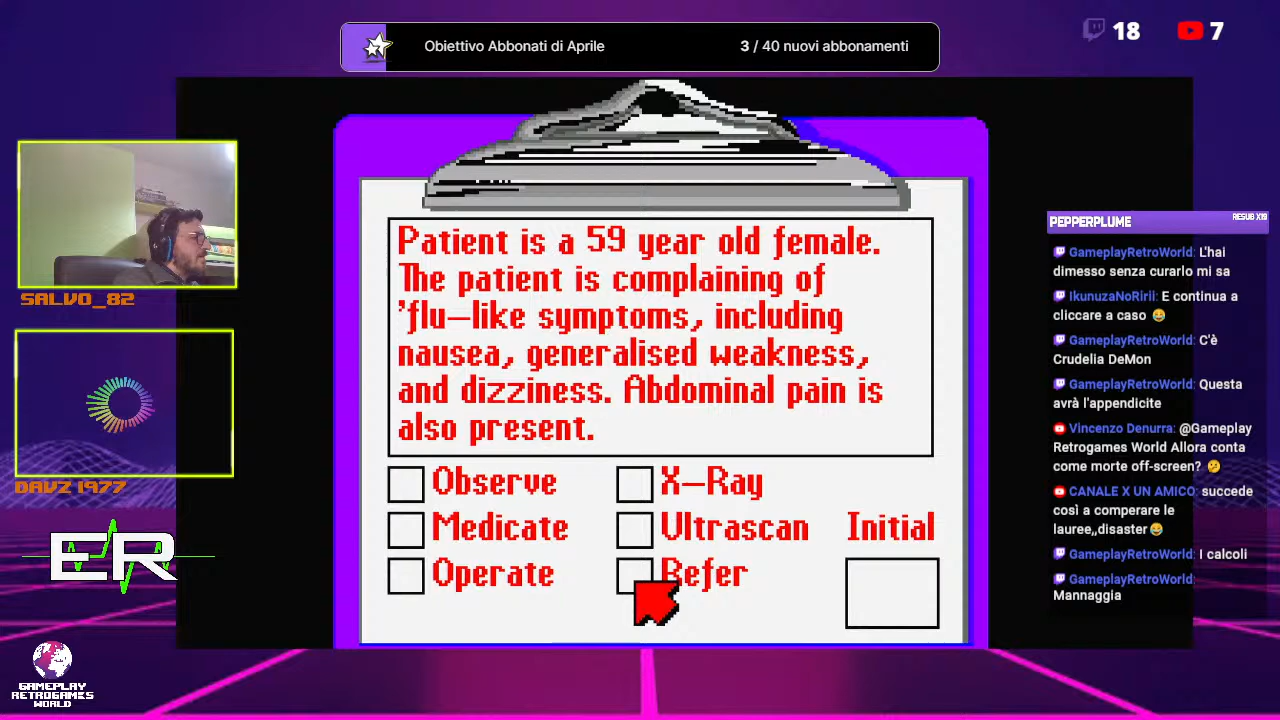 Obiettivo Abbonati di Aprile
3 / 40 nuovi abbonamenti
18
7
SALVO_82
DAVZ 1977
ER
GAMEPLAY
RETROGAMES
WORLD
Patient is a 59 year old female.
The patient is complaining of
'flu-like symptoms, including
nausea, generalised weakness,
and dizziness. Abdominal pain is
also present.
Observe
X-Ray
Medicate
Ultrascan
Initial
Operate
Refer
PEPPERPLUME
RESUB X19
GameplayRetroWorld: L'hai
dimesso senza curarlo mi sa
IkunuzaNoRirii: E continua a
cliccare a caso 😂
GameplayRetroWorld: C'è
Crudelia DeMon
GameplayRetroWorld: Questa
avrà l'appendicite
Vincenzo Denurra: @Gameplay
Retrogames World Allora conta
come morte off-screen? 🤔
CANALE X UN AMICO: succede
così a comperare le
lauree,,disaster😂
GameplayRetroWorld: I calcoli
GameplayRetroWorld:
Mannaggia